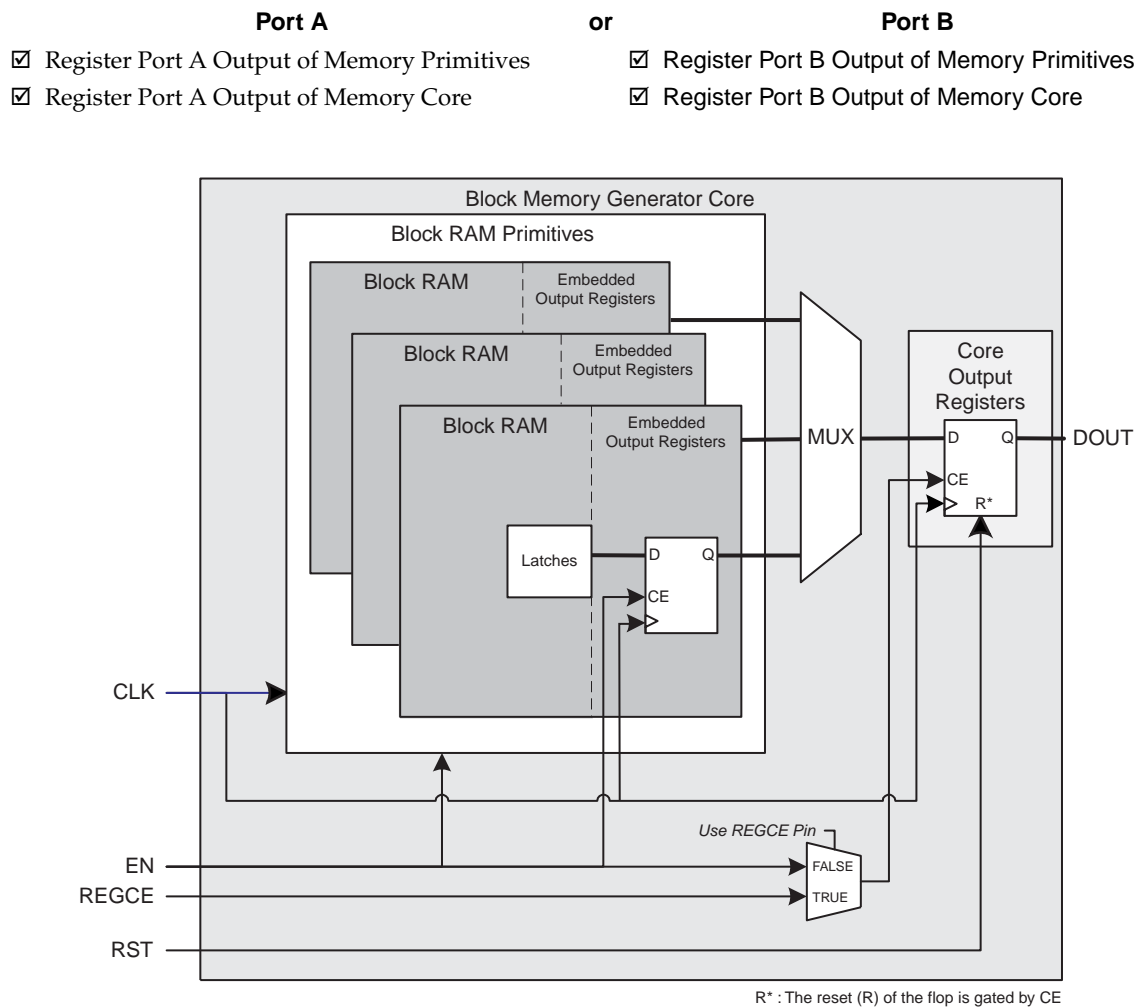 Port A or Port B
☑ Register Port A Output of Memory Primitives ☑ Register Port B Output of Memory Primitives
☑ Register Port A Output of Memory Core ☑ Register Port B Output of Memory Core
Block Memory Generator Core
Block RAM Primitives
Block RAM
Embedded
Output Registers
Block RAM
Embedded
Output Registers
Block RAM
Embedded
Output Registers
Core
Output
Registers
MUX
D Q
DOUT
CE
R*
Latches
D Q
CE
CLK
Use REGCE Pin
EN
FALSE
REGCE
TRUE
RST
R* : The reset (R) of the flop is gated by CE